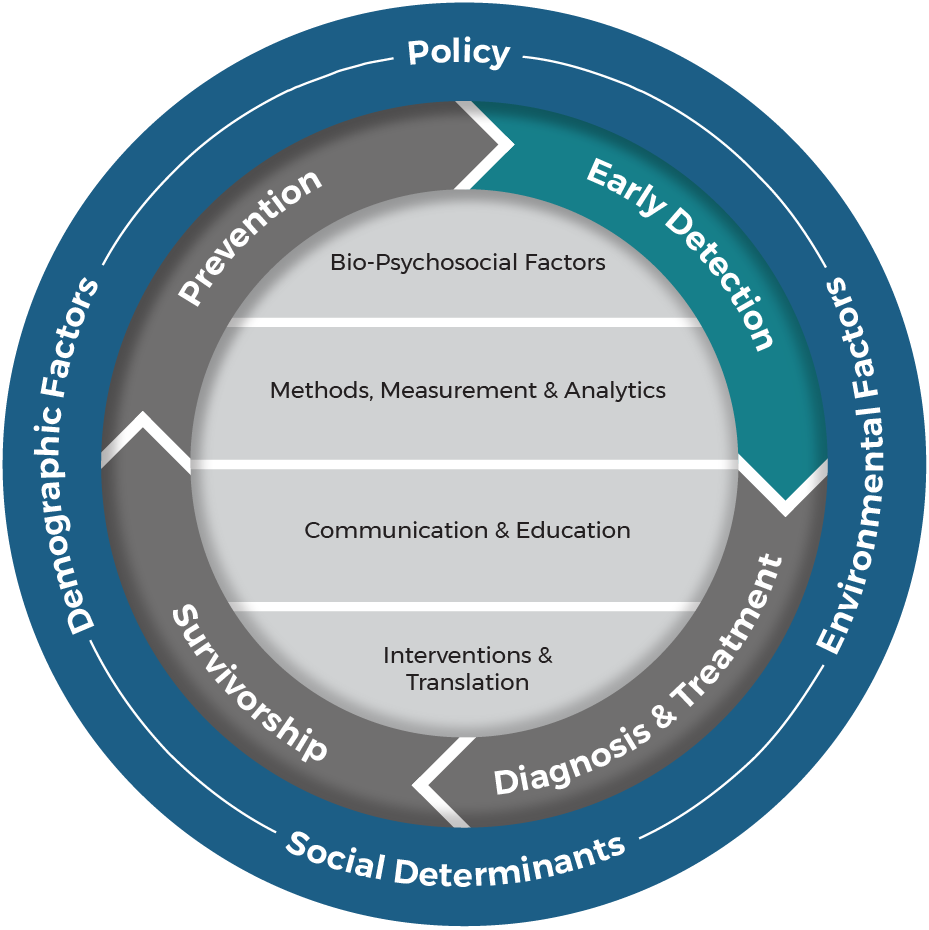 Policy
Prevention
Early Detection
Bio-Psychosocial Factors
Demographic Factors
Environmental Factors
Methods, Measurement & Analytics
Communication & Education
Survivorship
Diagnosis & Treatment
Interventions &
Translation
Social Determinants